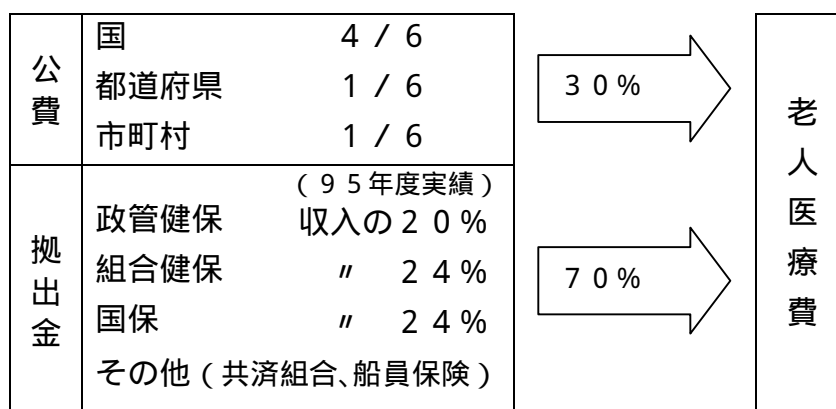 公費
国 4/6
都道府県 1/6
市町村 1/6
30%
拠出金
(95年度実績)
政管健保 収入の20%
組合健保 〃 24%
国保 〃 24%
その他(共済組合、船員保険)
70%
老人医療費